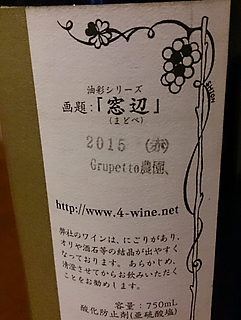 油彩シリーズ
画題:「窓辺」
(まどべ)
2015 (赤)
Grupetto農園、
http://www.4-wine.net
弊社のワインは、にごりがあり、
オリや酒石等の結晶が出やすく
なっております。あらかじめ、
清澄させてからお飲みいただく
ことをお勧めします。
容量:750mL
酸化防止剤(亜硫酸塩)